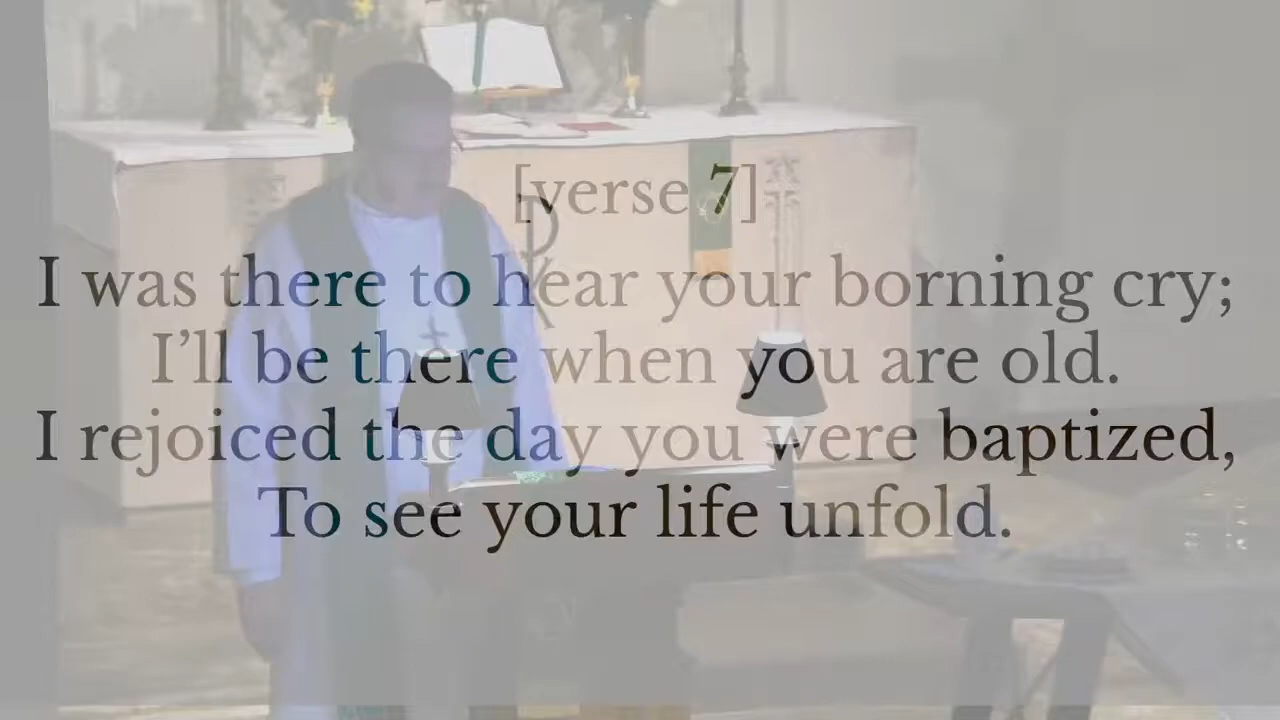 [verse 7]
I was there to hear your borning cry;
I’ll be there when you are old.
I rejoiced the day you were baptized,
To see your life unfold.